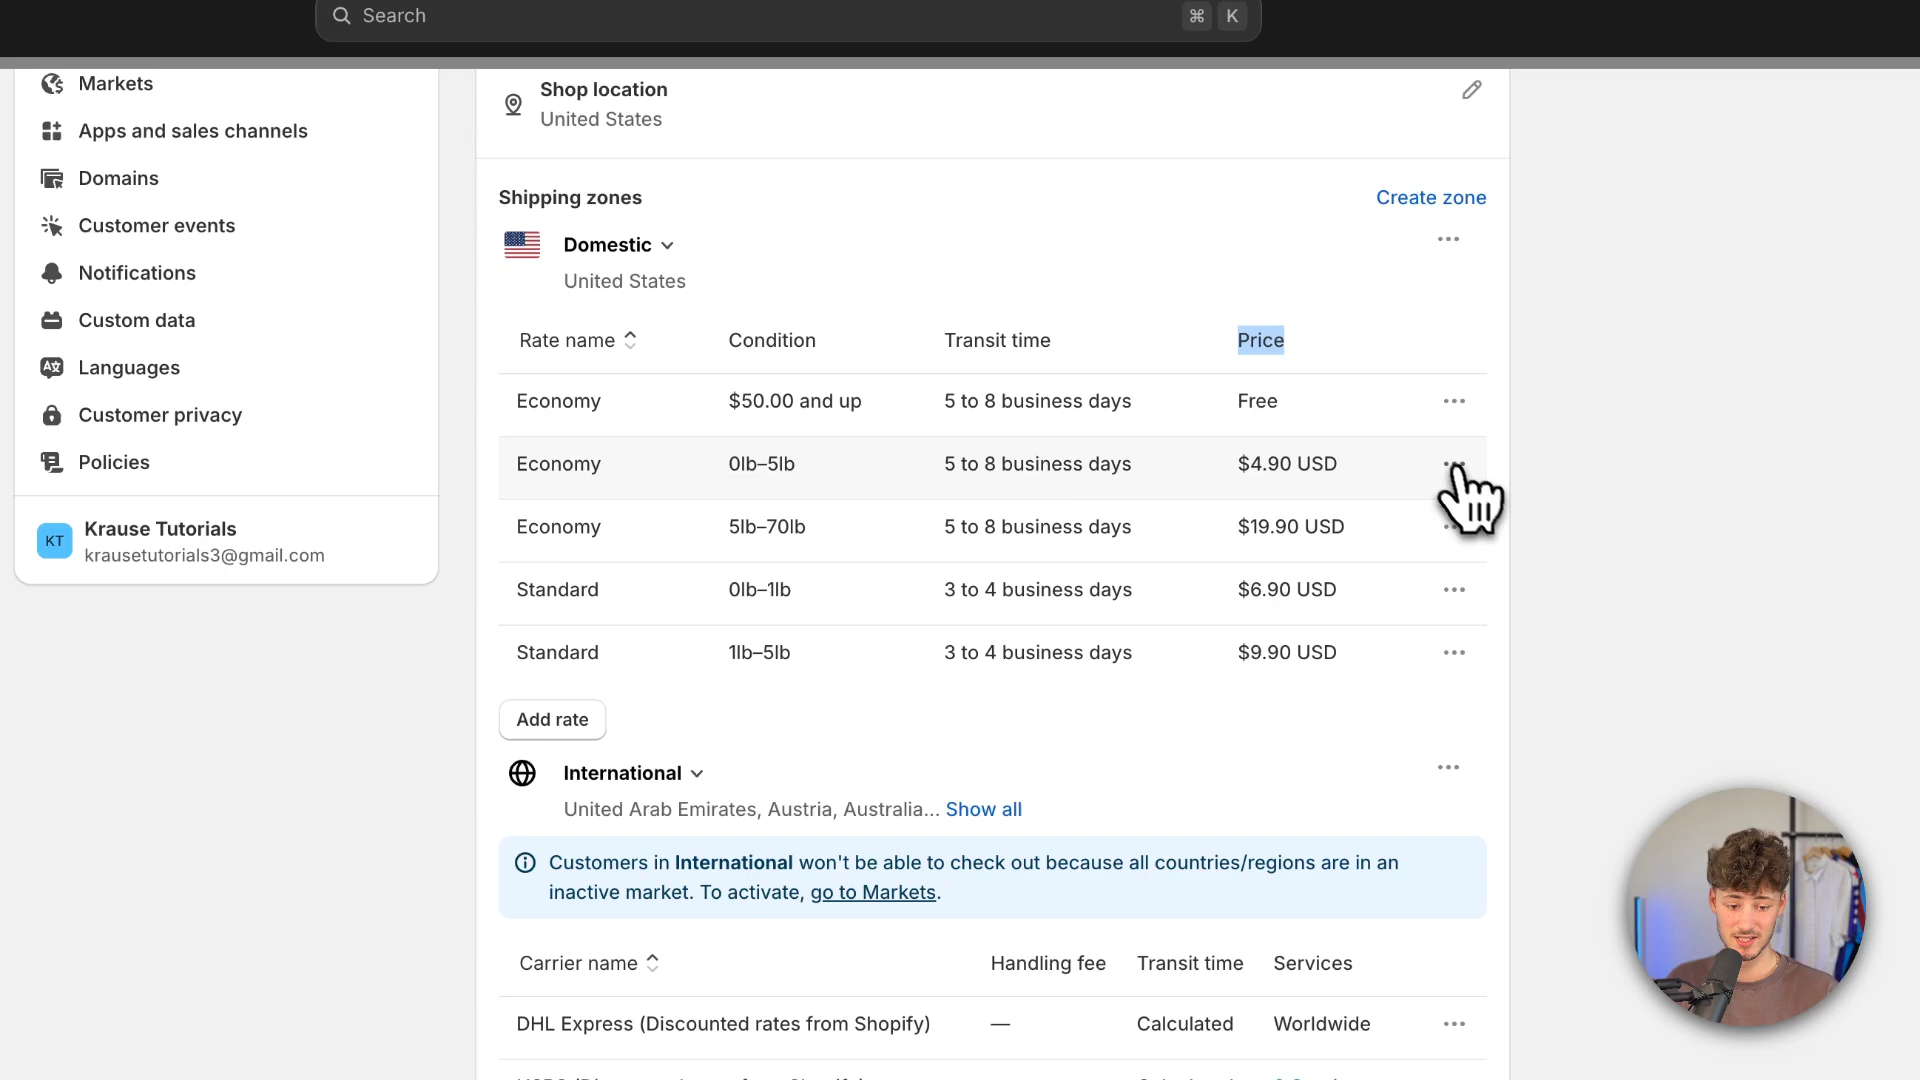 Search
⌘ K
Markets
Apps and sales channels
Domains
Customer events
Notifications
Custom data
Languages
Customer privacy
Policies
KT
Krause Tutorials
krausetutorials3@gmail.com
Shop location
United States
Shipping zones
Create zone
Domestic
United States
Rate name Condition Transit time Price
Economy $50.00 and up 5 to 8 business days Free
Economy 0lb–5lb 5 to 8 business days $4.90 USD
Economy 5lb–70lb 5 to 8 business days $19.90 USD
Standard 0lb–1lb 3 to 4 business days $6.90 USD
Standard 1lb–5lb 3 to 4 business days $9.90 USD
Add rate
International
United Arab Emirates, Austria, Australia... Show all
Customers in International won't be able to check out because all countries/regions are in an
inactive market. To activate, go to Markets.
Carrier name Handling fee Transit time Services
DHL Express (Discounted rates from Shopify) — Calculated Worldwide